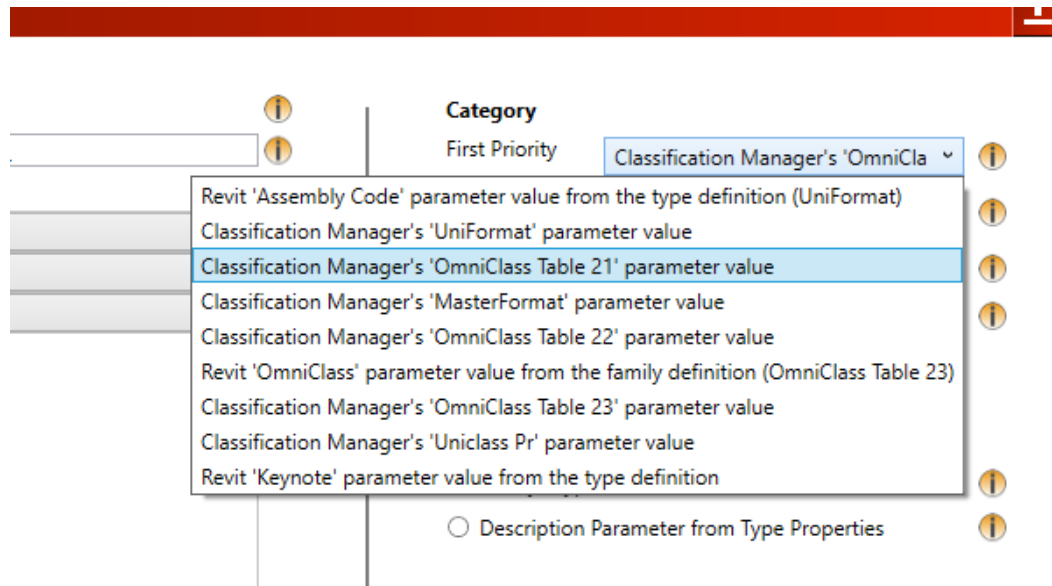 Category
First Priority
Classification Manager's 'OmniCla
Revit 'Assembly Code' parameter value from the type definition (UniFormat)
Classification Manager's 'UniFormat' parameter value
Classification Manager's 'OmniClass Table 21' parameter value
Classification Manager's 'MasterFormat' parameter value
Classification Manager's 'OmniClass Table 22' parameter value
Revit 'OmniClass' parameter value from the family definition (OmniClass Table 23)
Classification Manager's 'OmniClass Table 23' parameter value
Classification Manager's 'Uniclass Pr' parameter value
Revit 'Keynote' parameter value from the type definition
Description Parameter from Type Properties